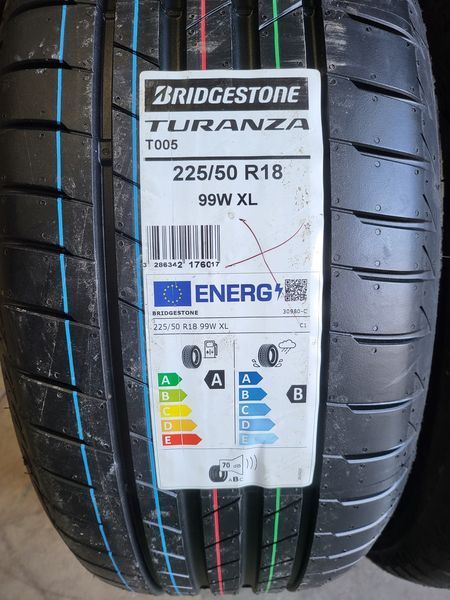 BRIDGESTONE
TURANZA
T005
225/50 R18
99W XL
3 286342 176017
ENERG
BRIDGESTONE
30980-C
225/50 R18 99W XL
C1
A
B
C
D
E
A
A
B
C
D
E
B
70 dB
ABC